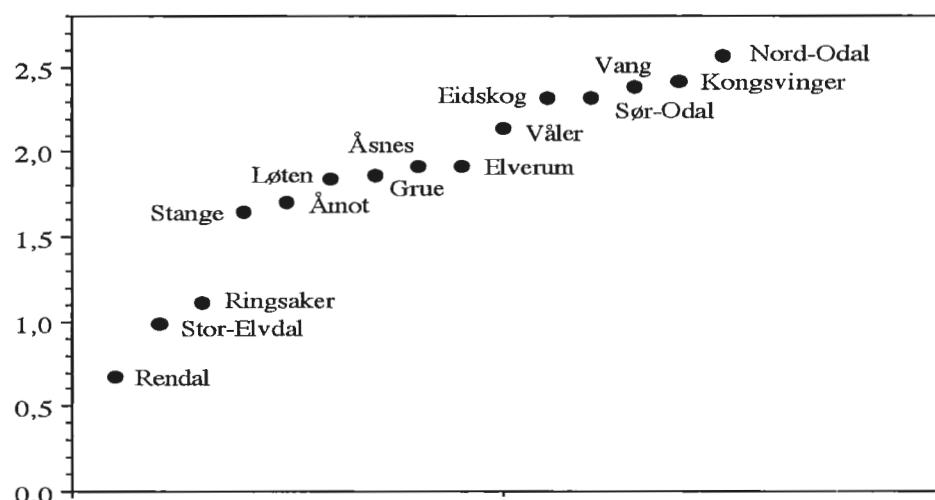 2,5
Nord-Odal
Vang
Kongsvinger
Eidskog
Sør-Odal
Våler
2,0
Åsnes
Elverum
Løten
Grue
Stange
Åmot
1,5
Ringsaker
1,0
Stor-Elvdal
Rendal
0,5
0,0